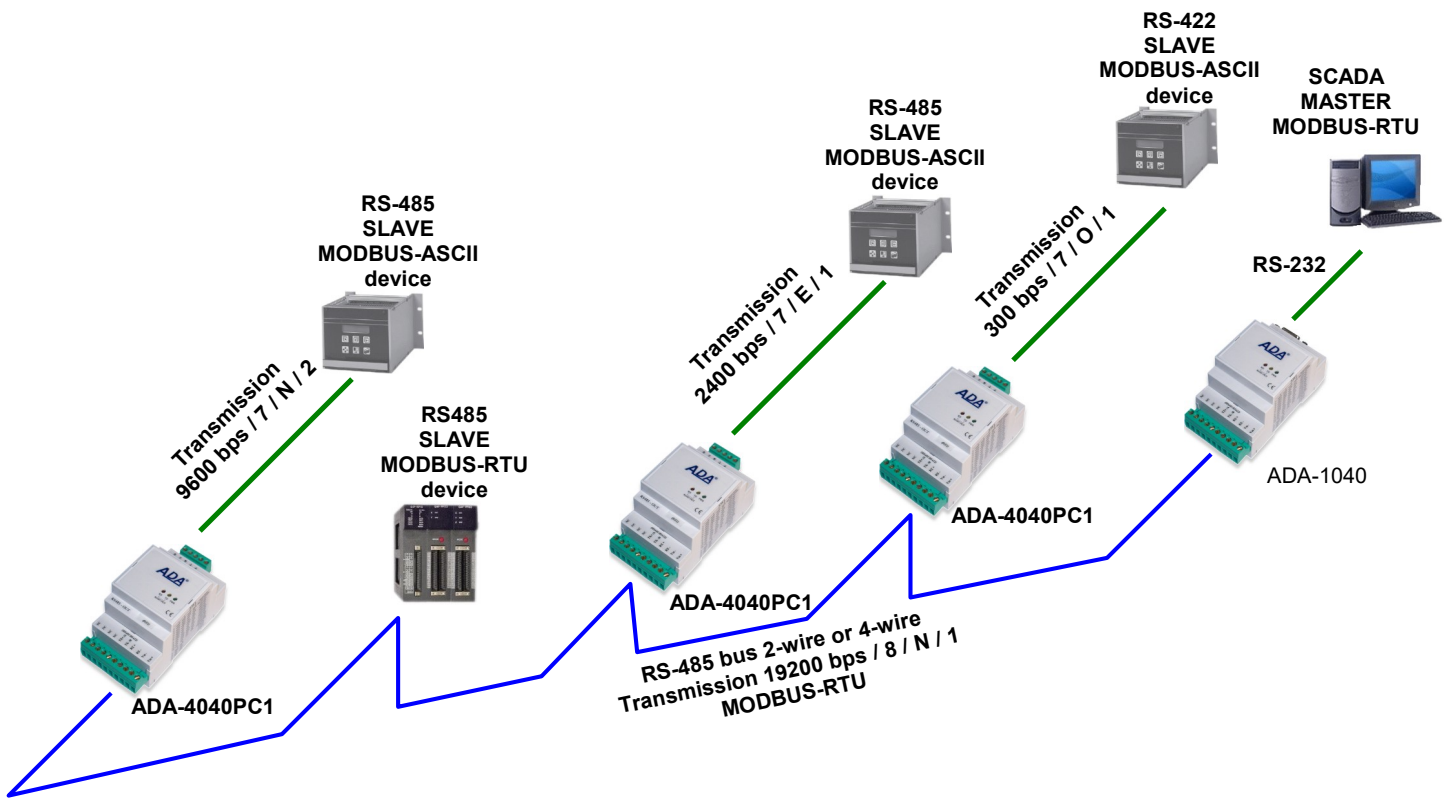 RS-422
SLAVE
MODBUS-ASCII
device
SCADA
MASTER
MODBUS-RTU
RS-485
SLAVE
MODBUS-ASCII
device
RS-485
SLAVE
MODBUS-ASCII
device
Transmission
300 bps / 7 / O / 1
RS-232
Transmission
2400 bps / 7 / E / 1
Transmission
9600 bps / 7 / N / 2
RS485
SLAVE
MODBUS-RTU
device
ADA
ADA
ADA
ADA
ADA-1040
ADA-4040PC1
ADA-4040PC1
ADA-4040PC1
RS-485 bus 2-wire or 4-wire
Transmission 19200 bps / 8 / N / 1
MODBUS-RTU